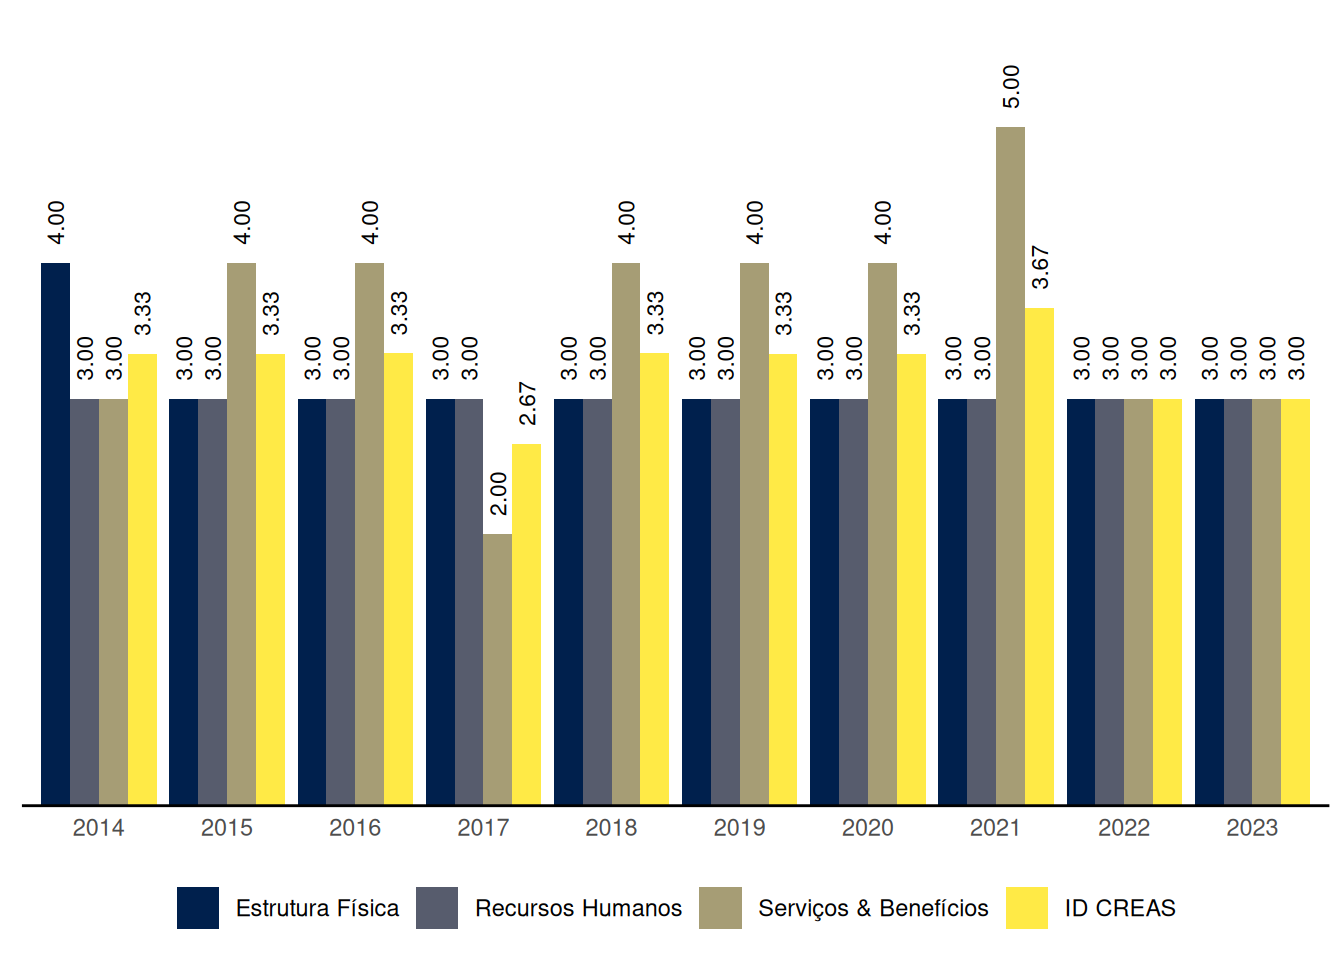 5.00
4.00 4.00 4.00 4.00 4.00 4.00
3.67
3.33 3.33 3.33 3.33 3.33 3.33
3.00 3.00 3.00 3.00 3.00 3.00 3.00 3.00 3.00 3.00 3.00 3.00 3.00 3.00 3.00 3.00 3.00 3.00 3.00 3.00 3.00 3.00 3.00 3.00 3.00
2.67
2.00
2014 2015 2016 2017 2018 2019 2020 2021 2022 2023
Estrutura Física Recursos Humanos Serviços & Benefícios ID CREAS